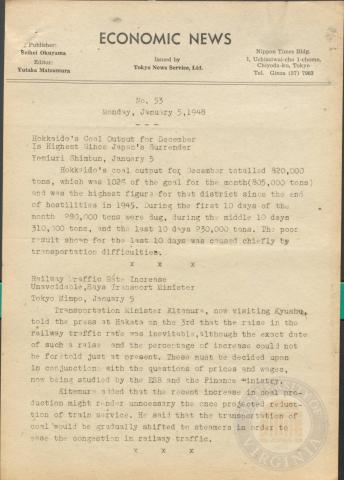 ECONOMIC NEWS
Publisher:
Seihei Okuyama
Editor:
Yutaka Matsumura
Issued by
Tokyo News Service, Ltd.
Nippon Times Bldg.
1, Uchisaiwai-cho 1-chome,
Chiyoda-ku, Tokyo
Tel. Ginza (57) 7963
No. 53
Monday, January 5, 1948
- - -
Hokkaido's Coal Output for December
Is Highest Since Japan's Surrender
Yomiuri Shimbun, January 5
Hokkaido's coal output for December totalled 820,000
tons, which was 102% of the goal for the month(805,000 tons)
and was the highest figure for that district since the end
of hostilities in 1945. During the first 10 days of the
month 280,000 tons were dug, during the middle 10 days
310,000 tons, and the last 10 days 230,000 tons. The poor
result shown for the last 10 days was caused chiefly by
transportation difficulties.
x x x
Railway Traffic Rate Increase
Unavoidable,Says Transport Minister
Tokyo Mimpo, January 5
Transportation Minister Kitamura, now visiting Kyushu,
told the press at Hakata on the 3rd that the raise in the
railway traffic rate was inevitable,although the exact date
of such a raise and the percentage of increase could not
be foretold just at present. These must be decided upon
in conjunction with the questions of prices and wages,
now being studied by the ESB and the Finance Ministry.
Kitamura added that the recent increase in coal pro-
duction might render unnecessary the once projected reduct-
ion of train service. He said that the transportation of
coal would be gradually shifted to steamers in order to
ease the congestion in railway traffic.
x x x
VIRGINIA